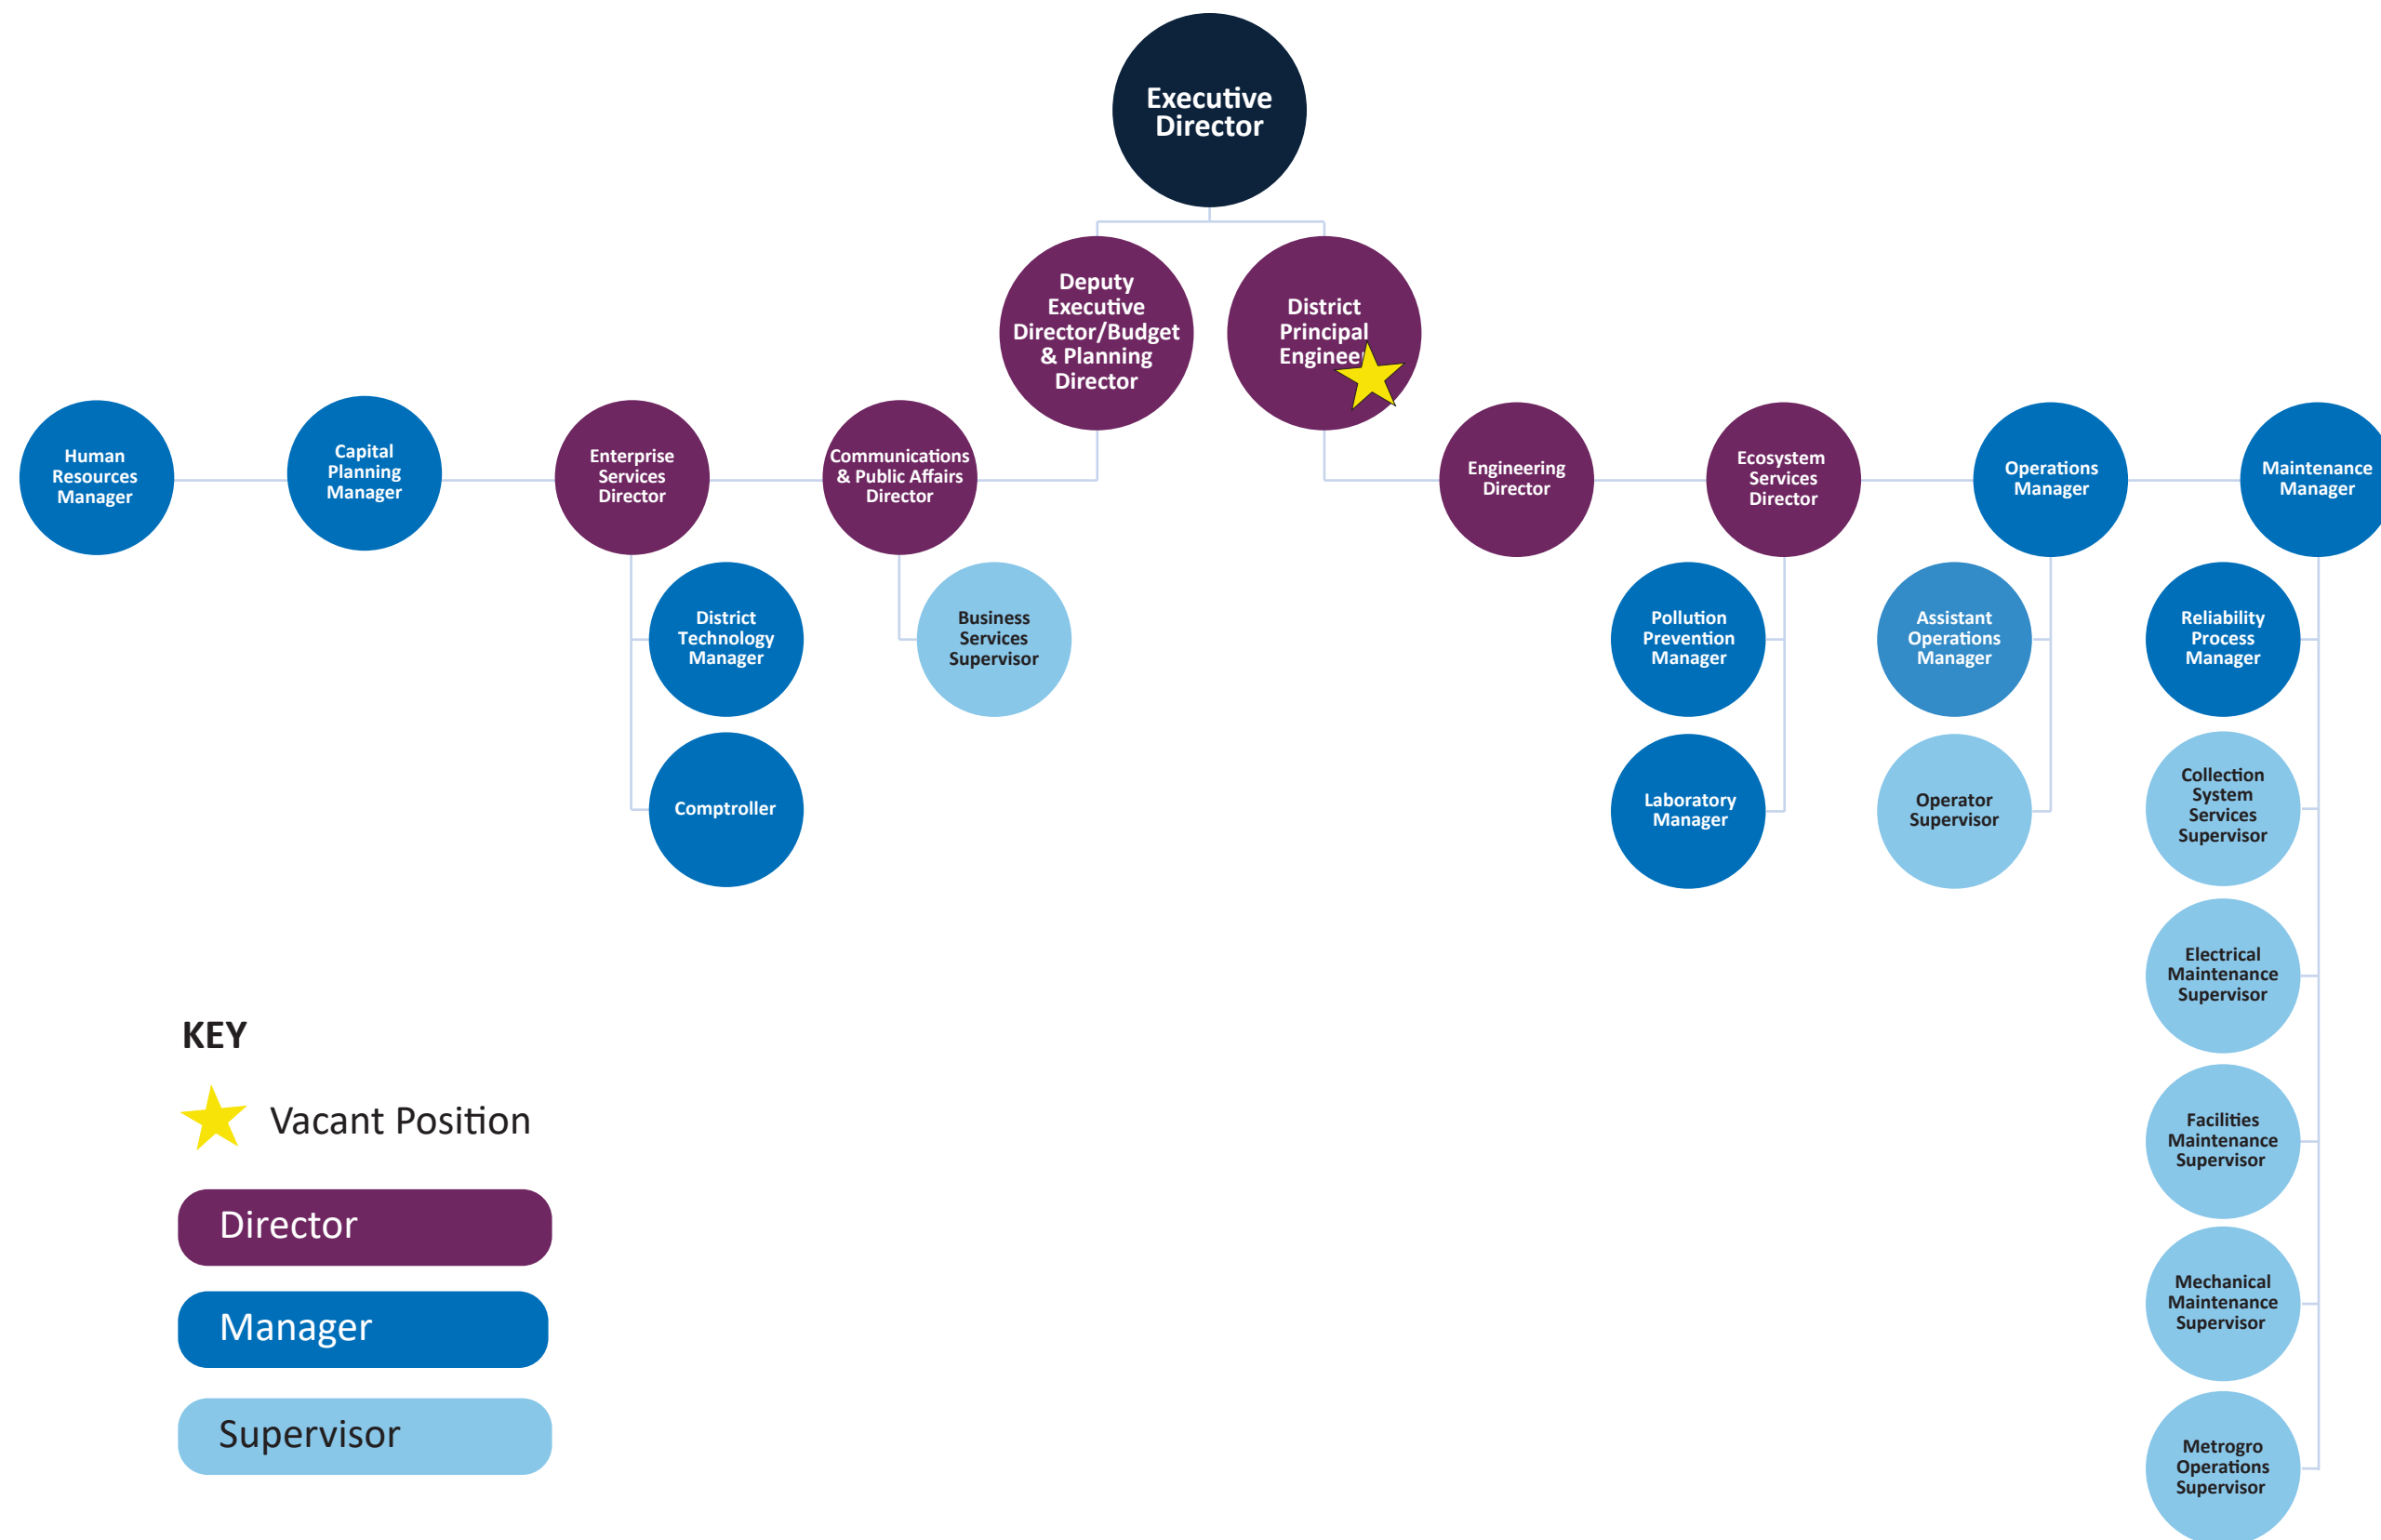 Executive
Director
Deputy
Executive
Director/Budget
& Planning
Director
District
Principal
Engineer
Human
Resources
Manager
Capital
Planning
Manager
Enterprise
Services
Director
Communications
& Public Affairs
Director
Engineering
Director
Ecosystem
Services
Director
Operations
Manager
Maintenance
Manager
District
Technology
Manager
Business
Services
Supervisor
Pollution
Prevention
Manager
Assistant
Operations
Manager
Reliability
Process
Manager
Comptroller
Laboratory
Manager
Operator
Supervisor
Collection
System
Services
Supervisor
Electrical
Maintenance
Supervisor
Facilities
Maintenance
Supervisor
Mechanical
Maintenance
Supervisor
Metrogro
Operations
Supervisor
KEY
Vacant Position
Director
Manager
Supervisor